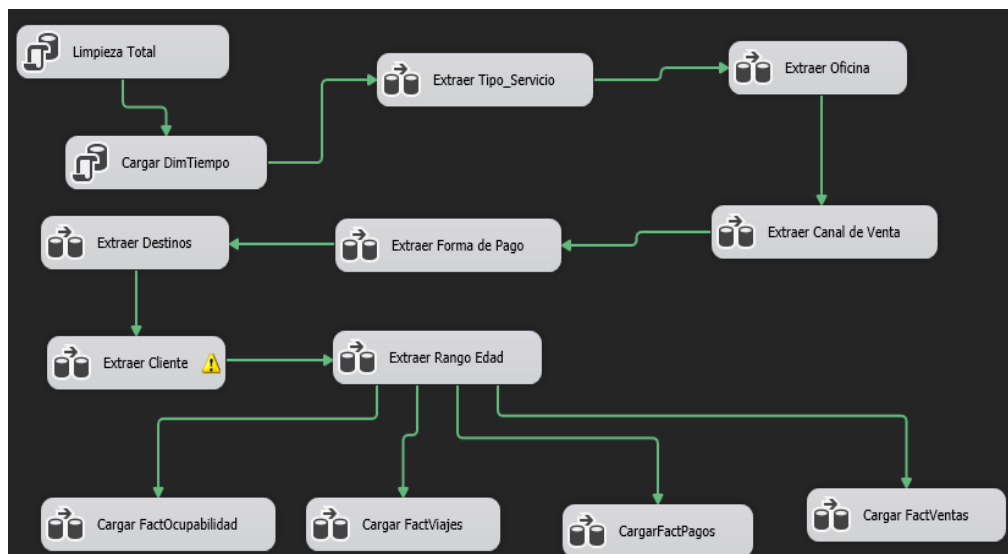 Limpieza Total
Extraer Tipo_Servicio
Extraer Oficina
Cargar DimTiempo
Extraer Destinos
Extraer Forma de Pago
Extraer Canal de Venta
Extraer Cliente
Extraer Rango Edad
Cargar FactOcupabilidad
Cargar FactViajes
CargarFactPagos
Cargar FactVentas